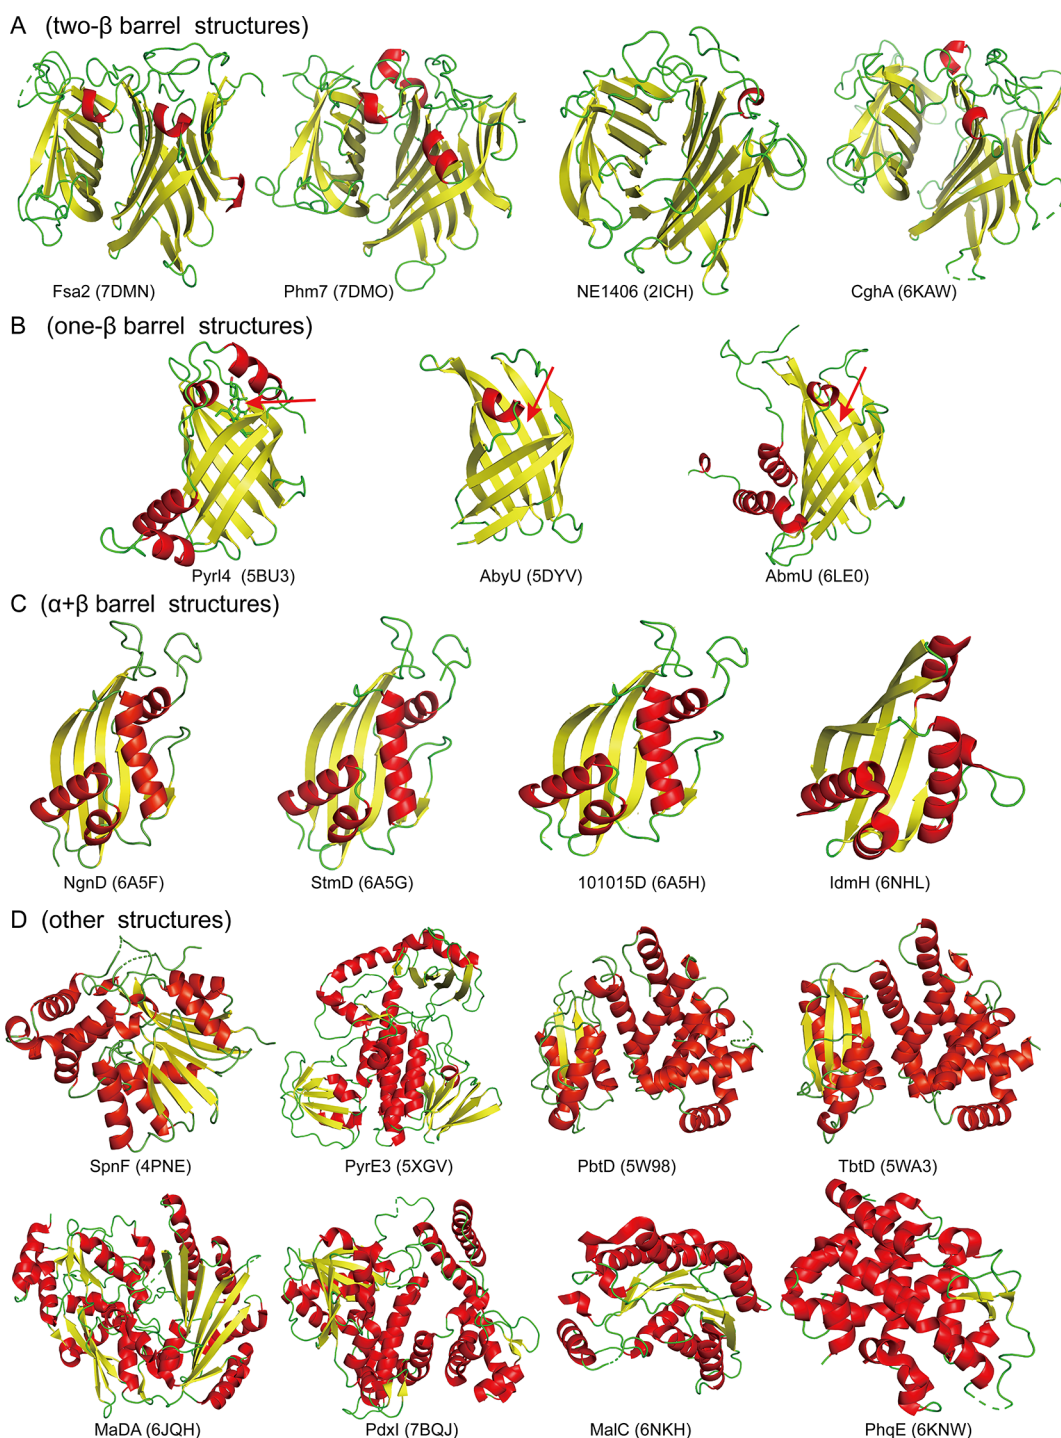 A (two-β barrel structures)
Fsa2 (7DMN) Phm7 (7DMO) NE1406 (2ICH) CghA (6KAW)
B (one-β barrel structures)
PyrI4 (5BU3) AbyU (5DYV) AbmU (6LE0)
C (α+β barrel structures)
NgnD (6A5F) StmD (6A5G) 101015D (6A5H) IdmH (6NHL)
D (other structures)
SpnF (4PNE) PyrE3 (5XGV) PbtD (5W98) TbtD (5WA3)
MaDA (6JQH) PdxI (7BQJ) MalC (6NKH) PhqE (6KNW)